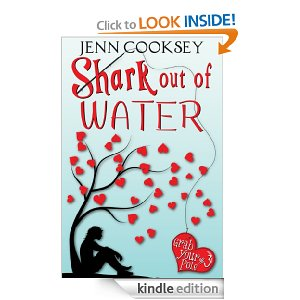 Click to
LOOK INSIDE!
JENN COOKSEY
Shark out of
WATER
Grab
Your
Pole
#3
kindle edition